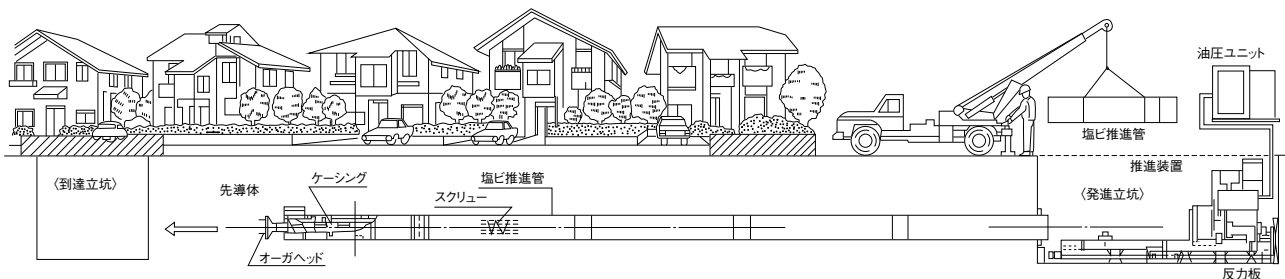 油圧ユニット
塩ビ推進管
推進装置
〈到達立坑〉
先導体
ケーシング
塩ビ推進管
スクリュー
〈発進立坑〉
オーガヘッド
反力板